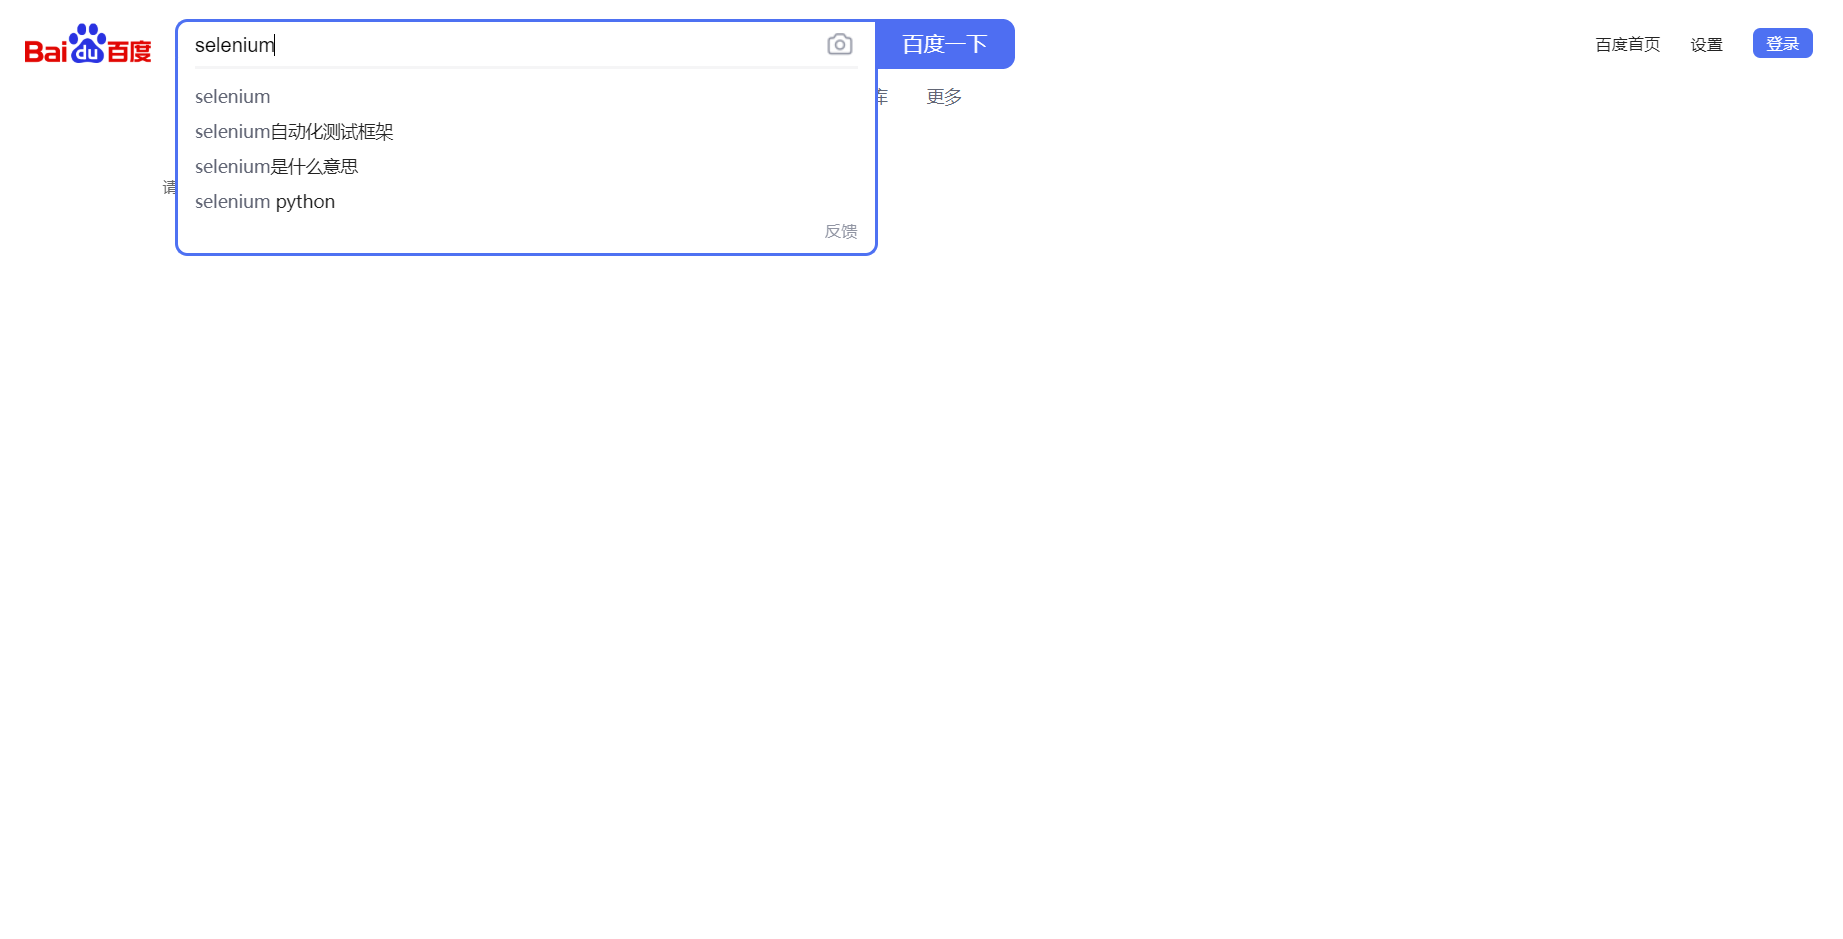 Bai du 百度
selenium
百度一下
百度首页
设置
登录
更多
selenium
selenium自动化测试框架
selenium是什么意思
请
selenium python
反馈